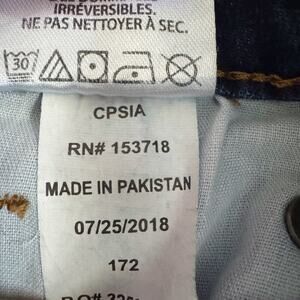 IRRÉVERSIBLES.
NE PAS NETTOYER À SEC.
30
CPSIA
RN# 153718
MADE IN PAKISTAN
07/25/2018
172